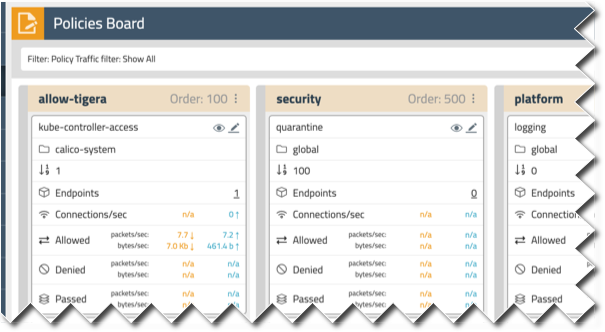 Policies Board
Filter: Policy Traffic filter: Show All
allow-tigera Order: 100
kube-controller-access
calico-system
1
Endpoints 1
Connections/sec n/a 0 ↑
Allowed packets/sec: 7.7 ↓ 7.2 ↑
bytes/sec: 7.0 Kb ↓ 461.4 b ↑
Denied packets/sec: n/a n/a
bytes/sec: n/a n/a
Passed packets/sec: n/a n/a
bytes/sec: n/a n/a
security Order: 500
quarantine
global
100
Endpoints 0
Connections/sec n/a n/a
Allowed packets/sec: n/a n/a
bytes/sec: n/a n/a
Denied packets/sec: n/a n/a
bytes/sec: n/a n/a
Passed packets/sec: n/a n/a
bytes/sec: n/a n/a
platform
logging
global
0
Endpoints
Allowed
Denied
Passed